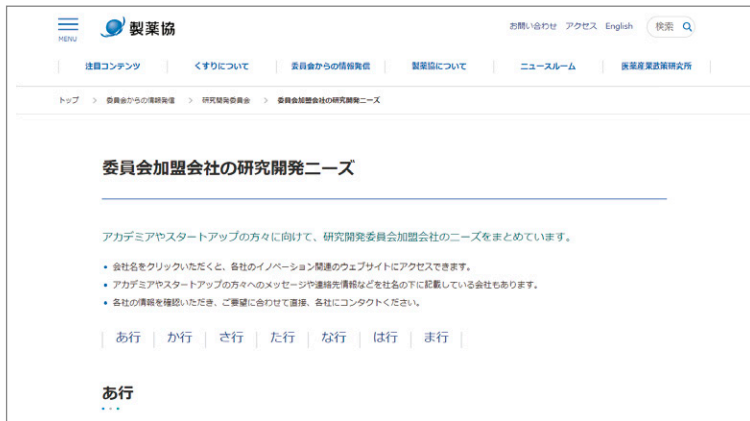 MENU
製薬協
お問い合わせ アクセス English 検索
注目コンテンツ くすりについて 委員会からの情報発信 製薬協について ニュースルーム 医薬産業政策研究所
トップ > 委員会からの情報発信 > 研究開発委員会 > 委員会加盟会社の研究開発ニーズ
委員会加盟会社の研究開発ニーズ
アカデミアやスタートアップの方々に向けて、研究開発委員会加盟会社のニーズをまとめています。
• 会社名をクリックいただくと、各社のイノベーション関連のウェブサイトにアクセスできます。
• アカデミアやスタートアップの方々へのメッセージや連絡先情報などを社名の下に記載している会社もあります。
• 各社の情報を確認いただき、ご要望に合わせて直接、各社にコンタクトください。
あ行 か行 さ行 た行 な行 は行 ま行
あ行